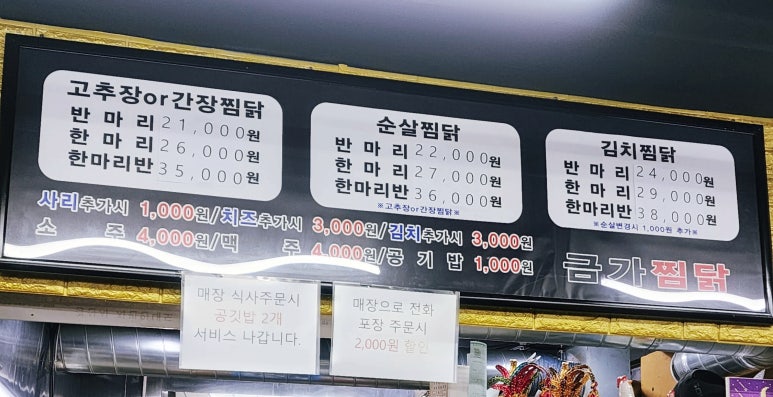 고추장or간장찜닭
반 마 리 21,000원
한 마 리 26,000원
한마리반 35,000원
순살찜닭
반 마 리 22,000원
한 마 리 27,000원
한마리반 36,000원
※고추장or간장찜닭※
김치찜닭
반 마 리 24,000원
한 마 리 29,000원
한마리반 38,000원
※순살변경시 1,000원 추가※
사리추가시 1,000원/치즈추가시 3,000원/김치추가시 3,000원
소 주 4,000원/맥 주 4,000원/공 기 밥 1,000원
금가찜닭
매장 식사주문시
공깃밥 2개
서비스 나갑니다.
매장으로 전화
포장 주문시
2,000원 할인